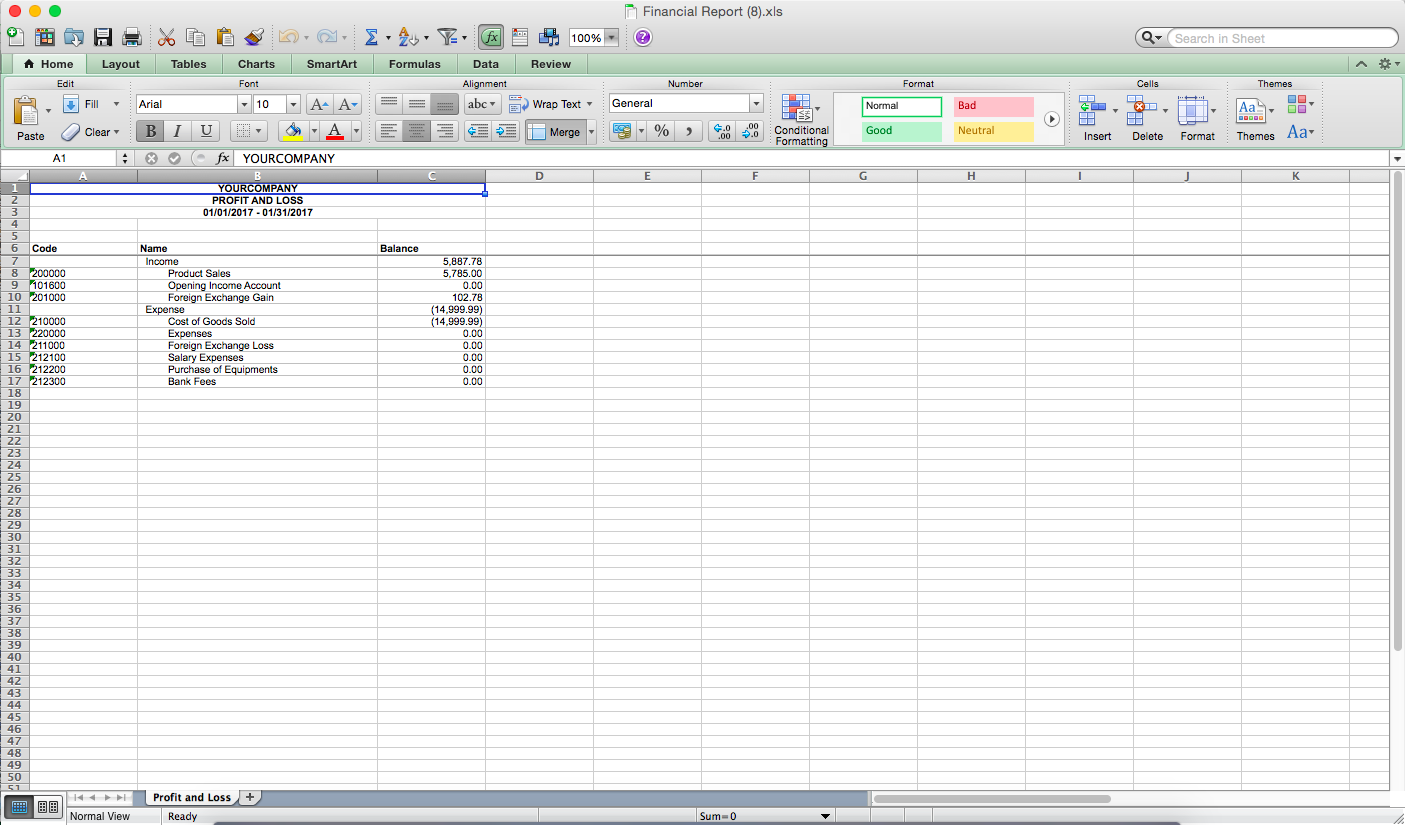 Financial Report (8).xls
100%
Search in Sheet
Home Layout Tables Charts SmartArt Formulas Data Review
Edit Font Alignment Number Format Cells Themes
Paste Fill Clear
Arial 10
A A
B I U A
abc Wrap Text
Merge
General
% ,
Conditional Formatting
Normal Bad
Good Neutral
Insert Delete Format Themes Aa
A1 fx YOURCOMPANY
A B C D E F G H I J K
1 YOURCOMPANY
2 PROFIT AND LOSS
3 01/01/2017 - 01/31/2017
4
5
6 Code Name Balance
7 Income 5,887.78
8 200000 Product Sales 5,785.00
9 101600 Opening Income Account 0.00
10 201000 Foreign Exchange Gain 102.78
11 Expense (14,999.99)
12 210000 Cost of Goods Sold (14,999.99)
13 220000 Expenses 0.00
14 211000 Foreign Exchange Loss 0.00
15 212100 Salary Expenses 0.00
16 212200 Purchase of Equipments 0.00
17 212300 Bank Fees 0.00
18
19
20
21
22
23
24
25
26
27
28
29
30
31
32
33
34
35
36
37
38
39
40
41
42
43
44
45
46
47
48
49
50
51
Profit and Loss
Normal View Ready Sum=0